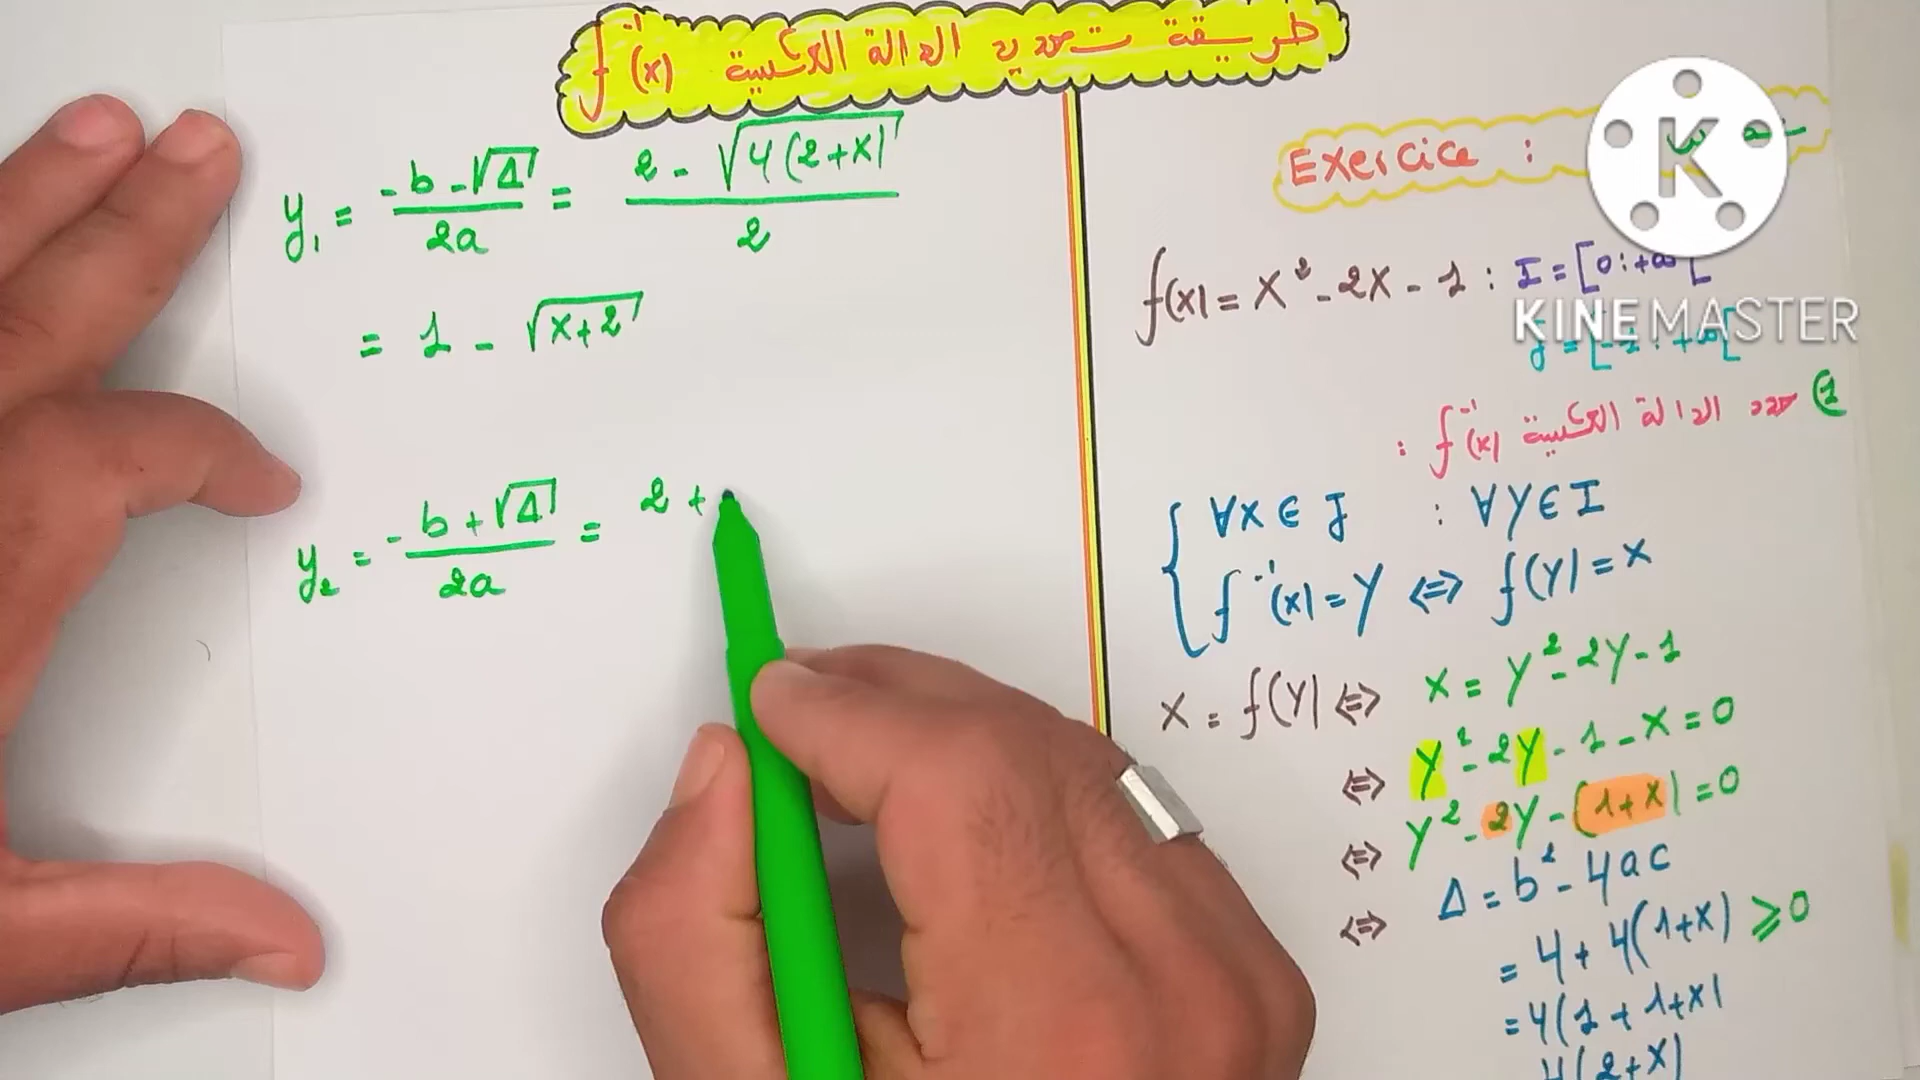 طريقة تحديد الدالة العكسية f⁻¹(x)
y₁ = (-b - √Δ)/2a = (2 - √(4(2+x)))/2
= 1 - √(x+2)
y₂ = (-b + √Δ)/2a = 2 +
Exercice :
f(x) = x² - 2x - 1 : I = [0 ; +∞[
KINEMASTER
① حدد الدالة العكسية f⁻¹(x) :
∀x ∈ J : ∀y ∈ I
f⁻¹(x) = y ⇔ f(y) = x
x = f(y) ⇔ x = y² - 2y - 1
⇔ y² - 2y - 1 - x = 0
⇔ y² - 2y - (1+x) = 0
⇔ Δ = b² - 4ac
= 4 + 4(1+x) ⩾ 0
= 4(1 + 1+x)
4(2+x)